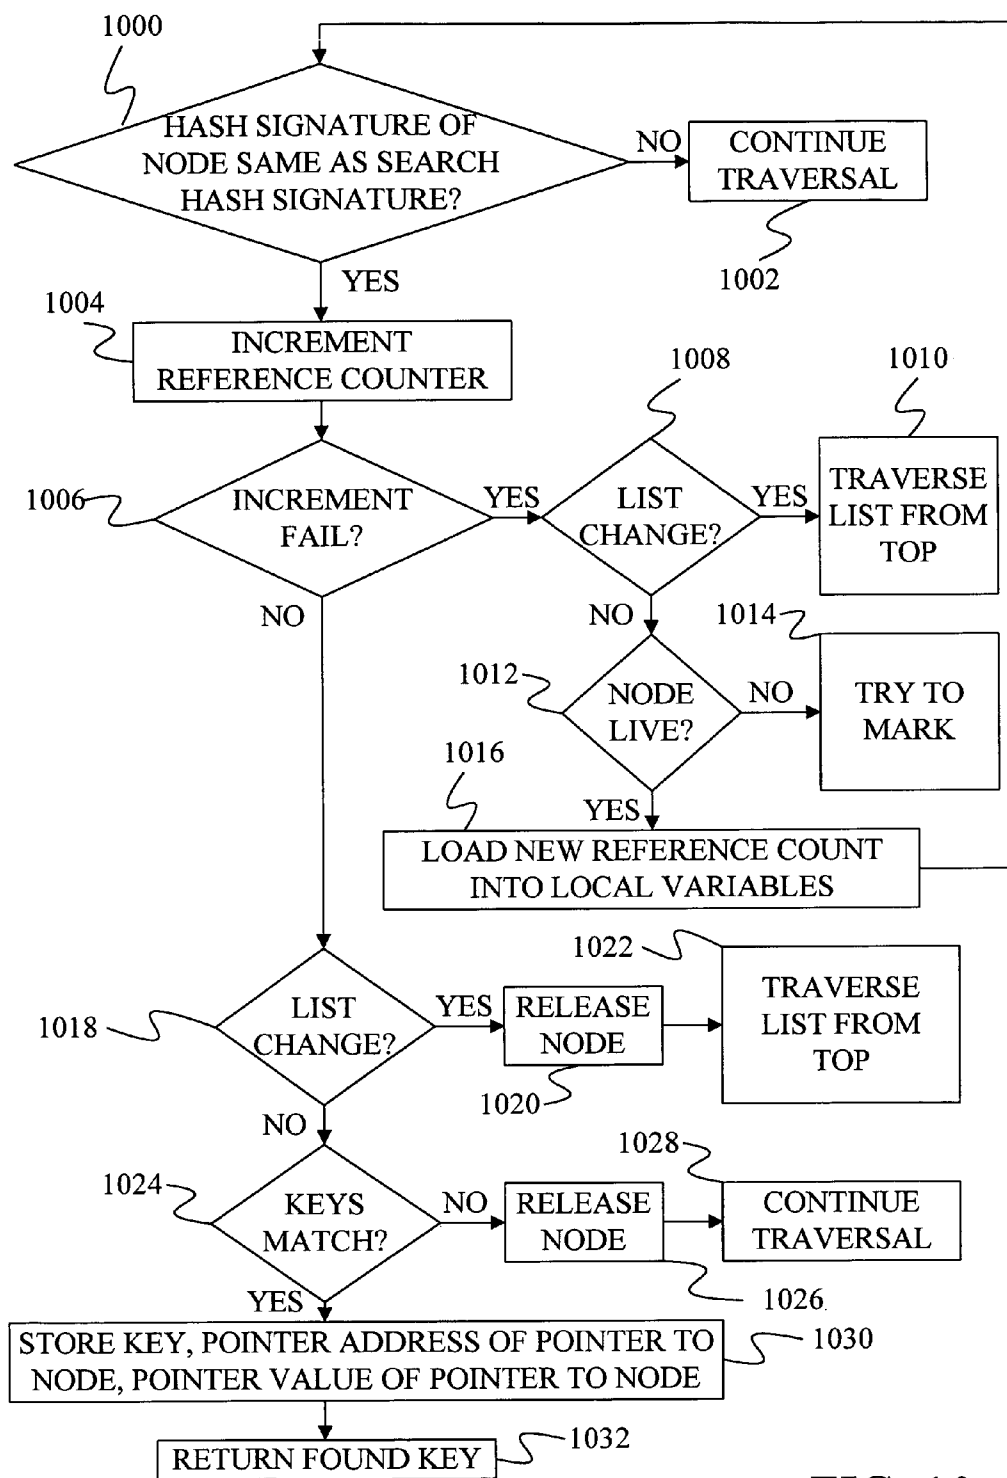 1000
HASH SIGNATURE OF
NODE SAME AS SEARCH
HASH SIGNATURE?
NO
CONTINUE
TRAVERSAL
1002
YES
1004
INCREMENT
REFERENCE COUNTER
1006
INCREMENT
FAIL?
YES
1008
LIST
CHANGE?
YES
1010
TRAVERSE
LIST FROM
TOP
NO
NO
1012
NODE
LIVE?
NO
1014
TRY TO
MARK
YES
1016
LOAD NEW REFERENCE COUNT
INTO LOCAL VARIABLES
1018
LIST
CHANGE?
YES
RELEASE
NODE
1020
1022
TRAVERSE
LIST FROM
TOP
NO
1024
KEYS
MATCH?
NO
RELEASE
NODE
1026
1028
CONTINUE
TRAVERSAL
YES
STORE KEY, POINTER ADDRESS OF POINTER TO
NODE, POINTER VALUE OF POINTER TO NODE
1030
RETURN FOUND KEY
1032